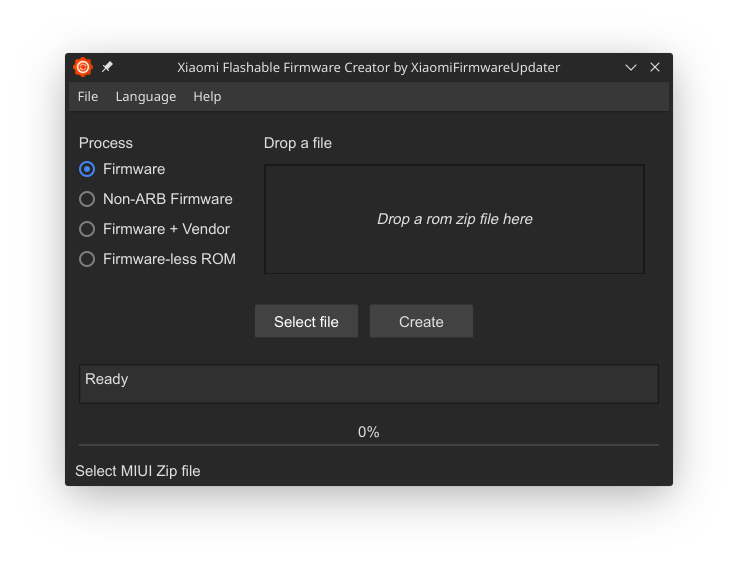 Xiaomi Flashable Firmware Creator by XiaomiFirmwareUpdater
File Language Help
Process
Firmware
Non-ARB Firmware
Firmware + Vendor
Firmware-less ROM
Drop a file
Drop a rom zip file here
Select file Create
Ready
0%
Select MIUI Zip file